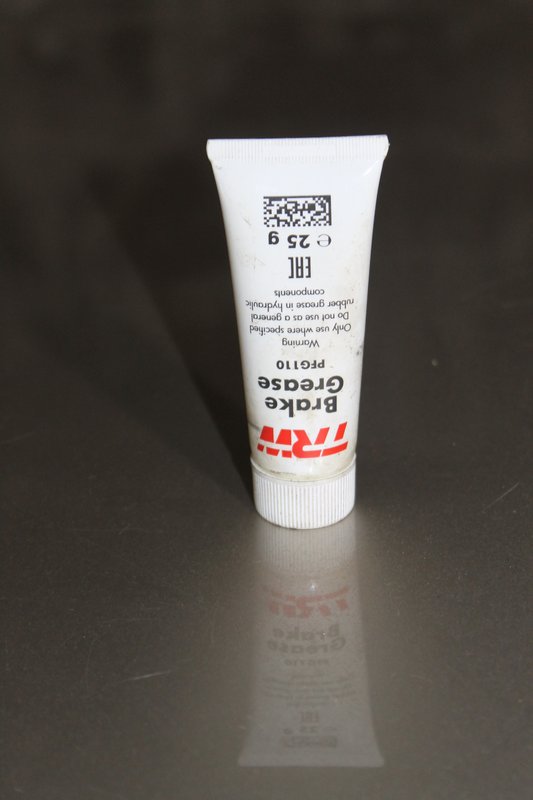 TRW
Brake
Grease
PFG110
Warning
Only use where specified
Do not use as a general
rubber grease in hydraulic
components
EAC
℮ 25 g